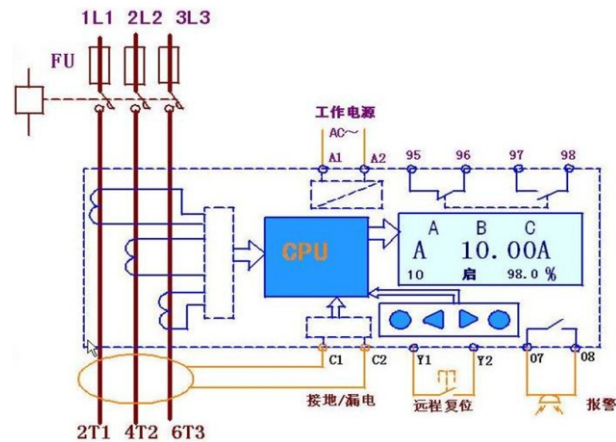 1L1 2L2 3L3
FU
工作电源
AC～
A1 A2 95 96 97 98
CPU
A B C
A 10.00A
10 启 98.0 %
C1 C2 Y1 Y2 07 08
接地/漏电 远程复位 报警
2T1 4T2 6T3